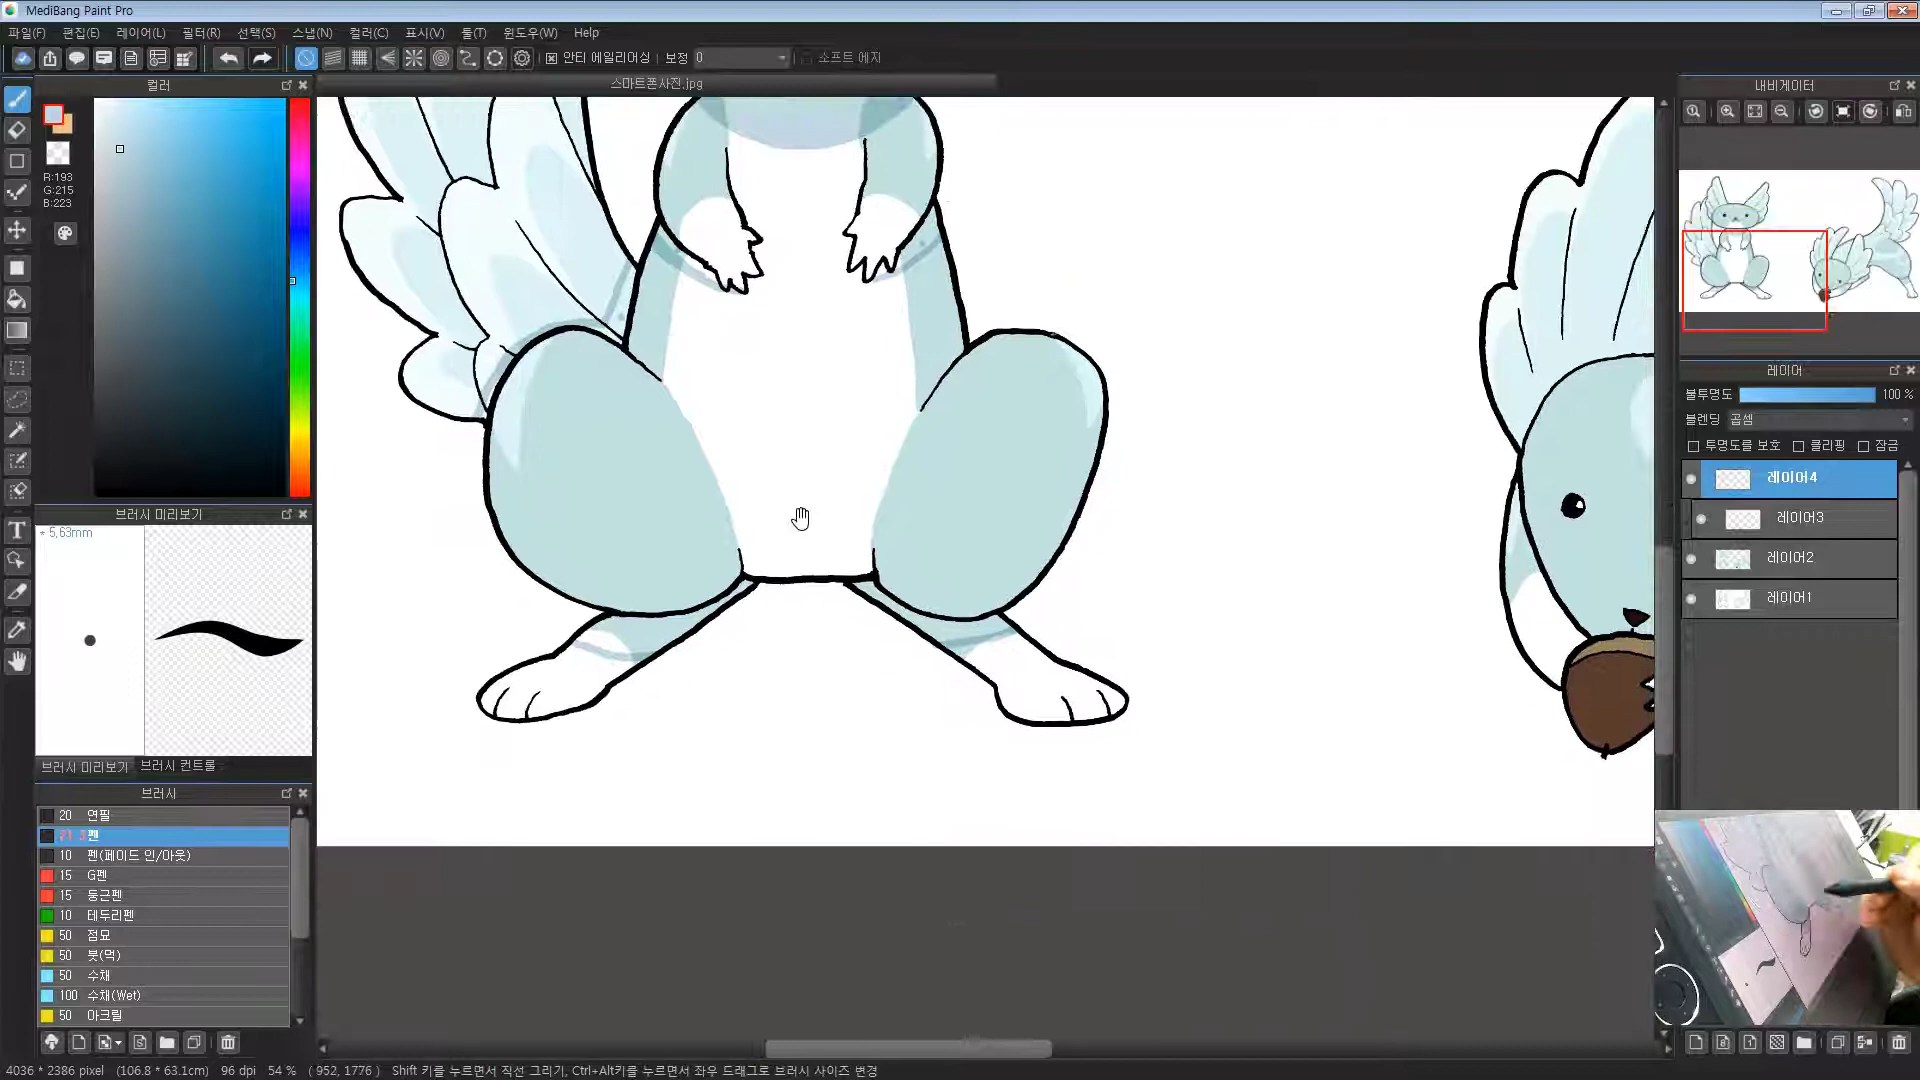 MediBang Paint Pro
파일(F) 편집(E) 레이어(L) 필터(R) 선택(S) 스냅(N) 컬러(C) 표시(V) 툴(T) 윈도우(W) Help
안티 에일리어싱 보정 0 소프트 에지
컬러
스마트폰사진.jpg
내비게이터
R:193
G:215
B:223
레이어
불투명도 100 %
블렌딩 곱셈
투명도를 보호 클리핑 잠금
레이어4
레이어3
레이어2
레이어1
브러시 미리보기
* 5,63mm
브러시 미리보기 브러시 컨트롤
브러시
20 연필
펜
10 펜(페이드 인/아웃)
15 G펜
15 둥근펜
10 테두리펜
50 점묘
50 붓(먹)
50 수채
100 수채(Wet)
50 아크릴
4036 * 2386 pixel (106.8 * 63.1cm) 96 dpi 54 % ( 952, 1776 ) Shift 키를 누르면서 직선 그리기, Ctrl+Alt키를 누르면서 좌우 드래그로 브러시 사이즈 변경